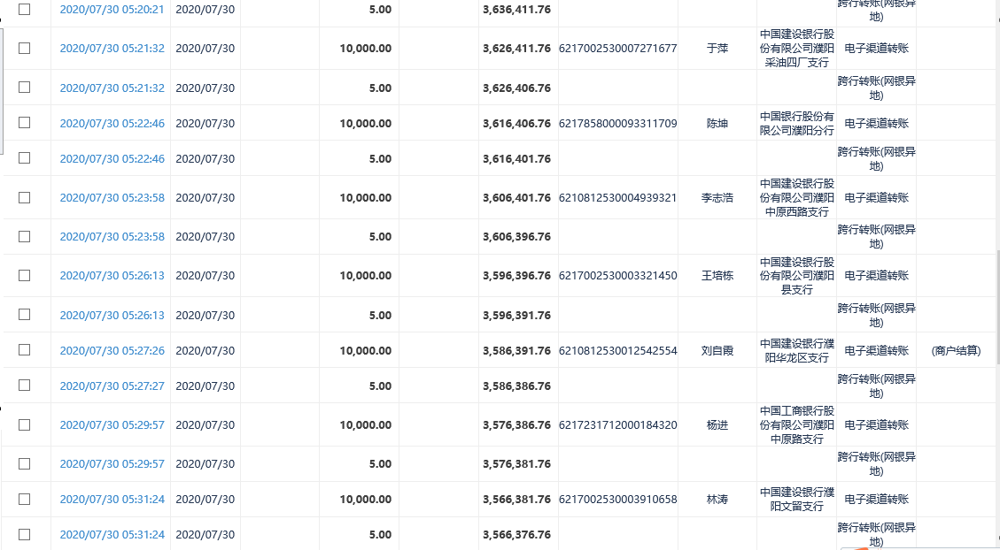 2020/07/30 05:20:21 2020/07/30 5.00 3,636,411.76 跨行转账(网银异
地)
2020/07/30 05:21:32 2020/07/30 10,000.00 3,626,411.76 6217002530007271677 于萍 中国建设银行股
份有限公司濮阳
采油四厂支行 电子渠道转账
2020/07/30 05:21:32 2020/07/30 5.00 3,626,406.76 跨行转账(网银异
地)
2020/07/30 05:22:46 2020/07/30 10,000.00 3,616,406.76 6217858000093311709 陈坤 中国银行股份有
限公司濮阳分行 电子渠道转账
2020/07/30 05:22:46 2020/07/30 5.00 3,616,401.76 跨行转账(网银异
地)
2020/07/30 05:23:58 2020/07/30 10,000.00 3,606,401.76 6210812530004939321 李志浩 中国建设银行股
份有限公司濮阳
中原西路支行 电子渠道转账
2020/07/30 05:23:58 2020/07/30 5.00 3,606,396.76 跨行转账(网银异
地)
2020/07/30 05:26:13 2020/07/30 10,000.00 3,596,396.76 6217002530003321450 王培栋 中国建设银行股
份有限公司濮阳
县支行 电子渠道转账
2020/07/30 05:26:13 2020/07/30 5.00 3,596,391.76 跨行转账(网银异
地)
2020/07/30 05:27:26 2020/07/30 10,000.00 3,586,391.76 6210812530012542554 刘自霞 中国建设银行濮
阳华龙区支行 电子渠道转账 (商户结算)
2020/07/30 05:27:27 2020/07/30 5.00 3,586,386.76 跨行转账(网银异
地)
2020/07/30 05:29:57 2020/07/30 10,000.00 3,576,386.76 6217231712000184320 杨进 中国工商银行股
份有限公司濮阳
中原路支行 电子渠道转账
2020/07/30 05:29:57 2020/07/30 5.00 3,576,381.76 跨行转账(网银异
地)
2020/07/30 05:31:24 2020/07/30 10,000.00 3,566,381.76 6217002530003910658 林涛 中国建设银行濮
阳文留支行 电子渠道转账
2020/07/30 05:31:24 2020/07/30 5.00 3,566,376.76 跨行转账(网银异
地)